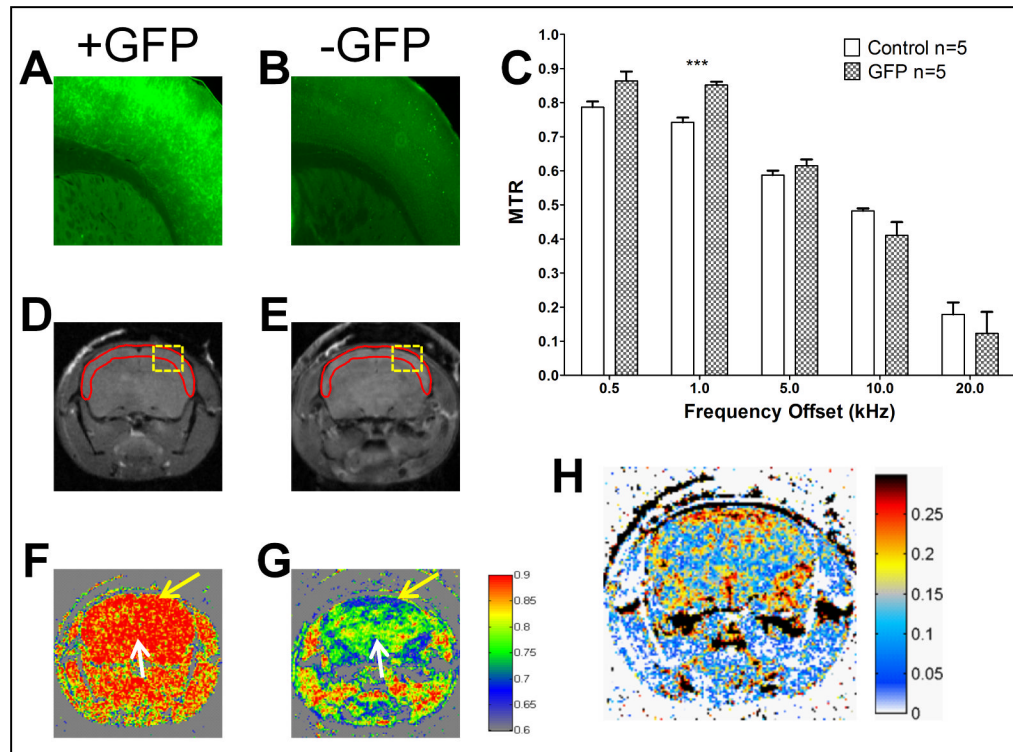 +GFP
-GFP
A
B
C
Control n=5
GFP n=5
***
1.0
0.9
0.8
0.7
0.6
0.5
0.4
0.3
0.2
0.1
0.0
MTR
0.5
1.0
5.0
10.0
20.0
Frequency Offset (kHz)
D
E
F
G
0.9
0.85
0.8
0.75
0.7
0.65
0.6
H
0.25
0.2
0.15
0.1
0.05
0